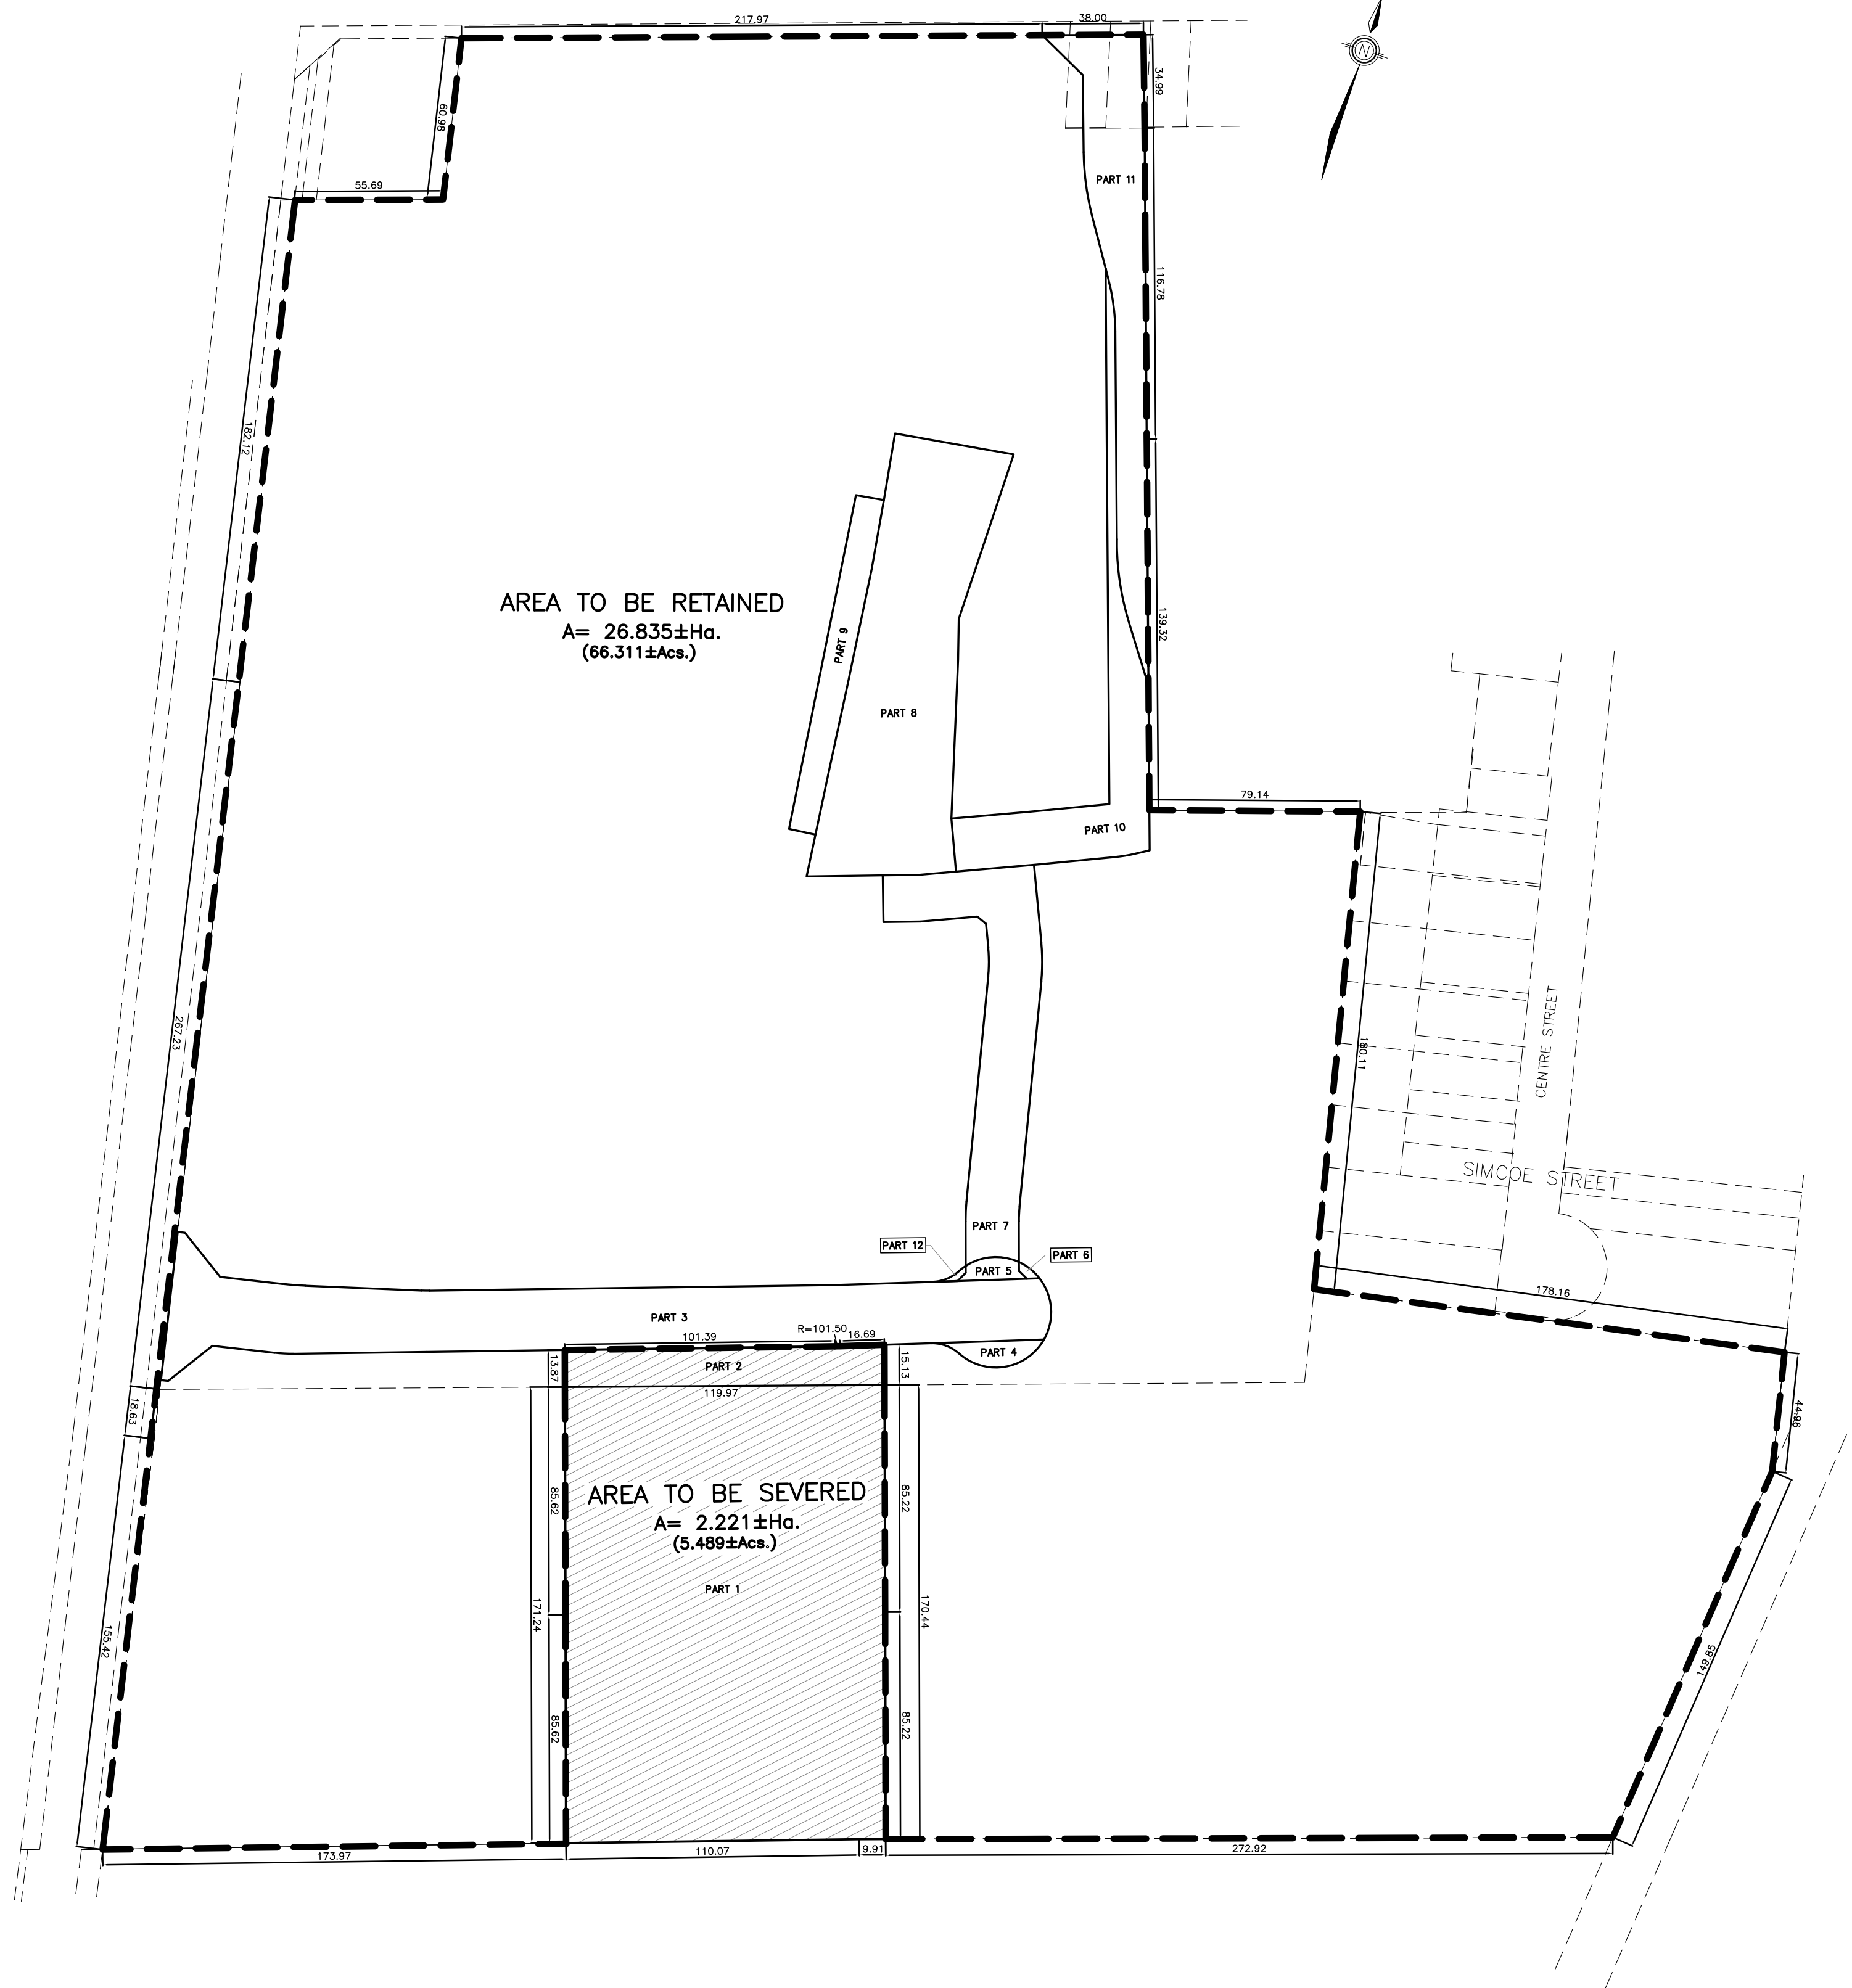 217.97
38.00
N
34.99
60.98
55.69
PART 11
116.78
182.12
AREA TO BE RETAINED
A= 26.835±Ha.
(66.311±Acs.)
PART 9
139.32
PART 8
79.14
PART 10
267.23
180.11
CENTRE STREET
SIMCOE STREET
PART 7
PART 12
PART 6
PART 5
178.16
PART 3
R=101.50
101.39
16.69
PART 4
13.87
PART 2
15.13
119.97
18.63
44.96
85.62
AREA TO BE SEVERED
A= 2.221±Ha.
(5.489±Acs.)
85.22
PART 1
171.24
170.44
155.42
149.85
85.62
85.22
173.97
110.07
9.91
272.92